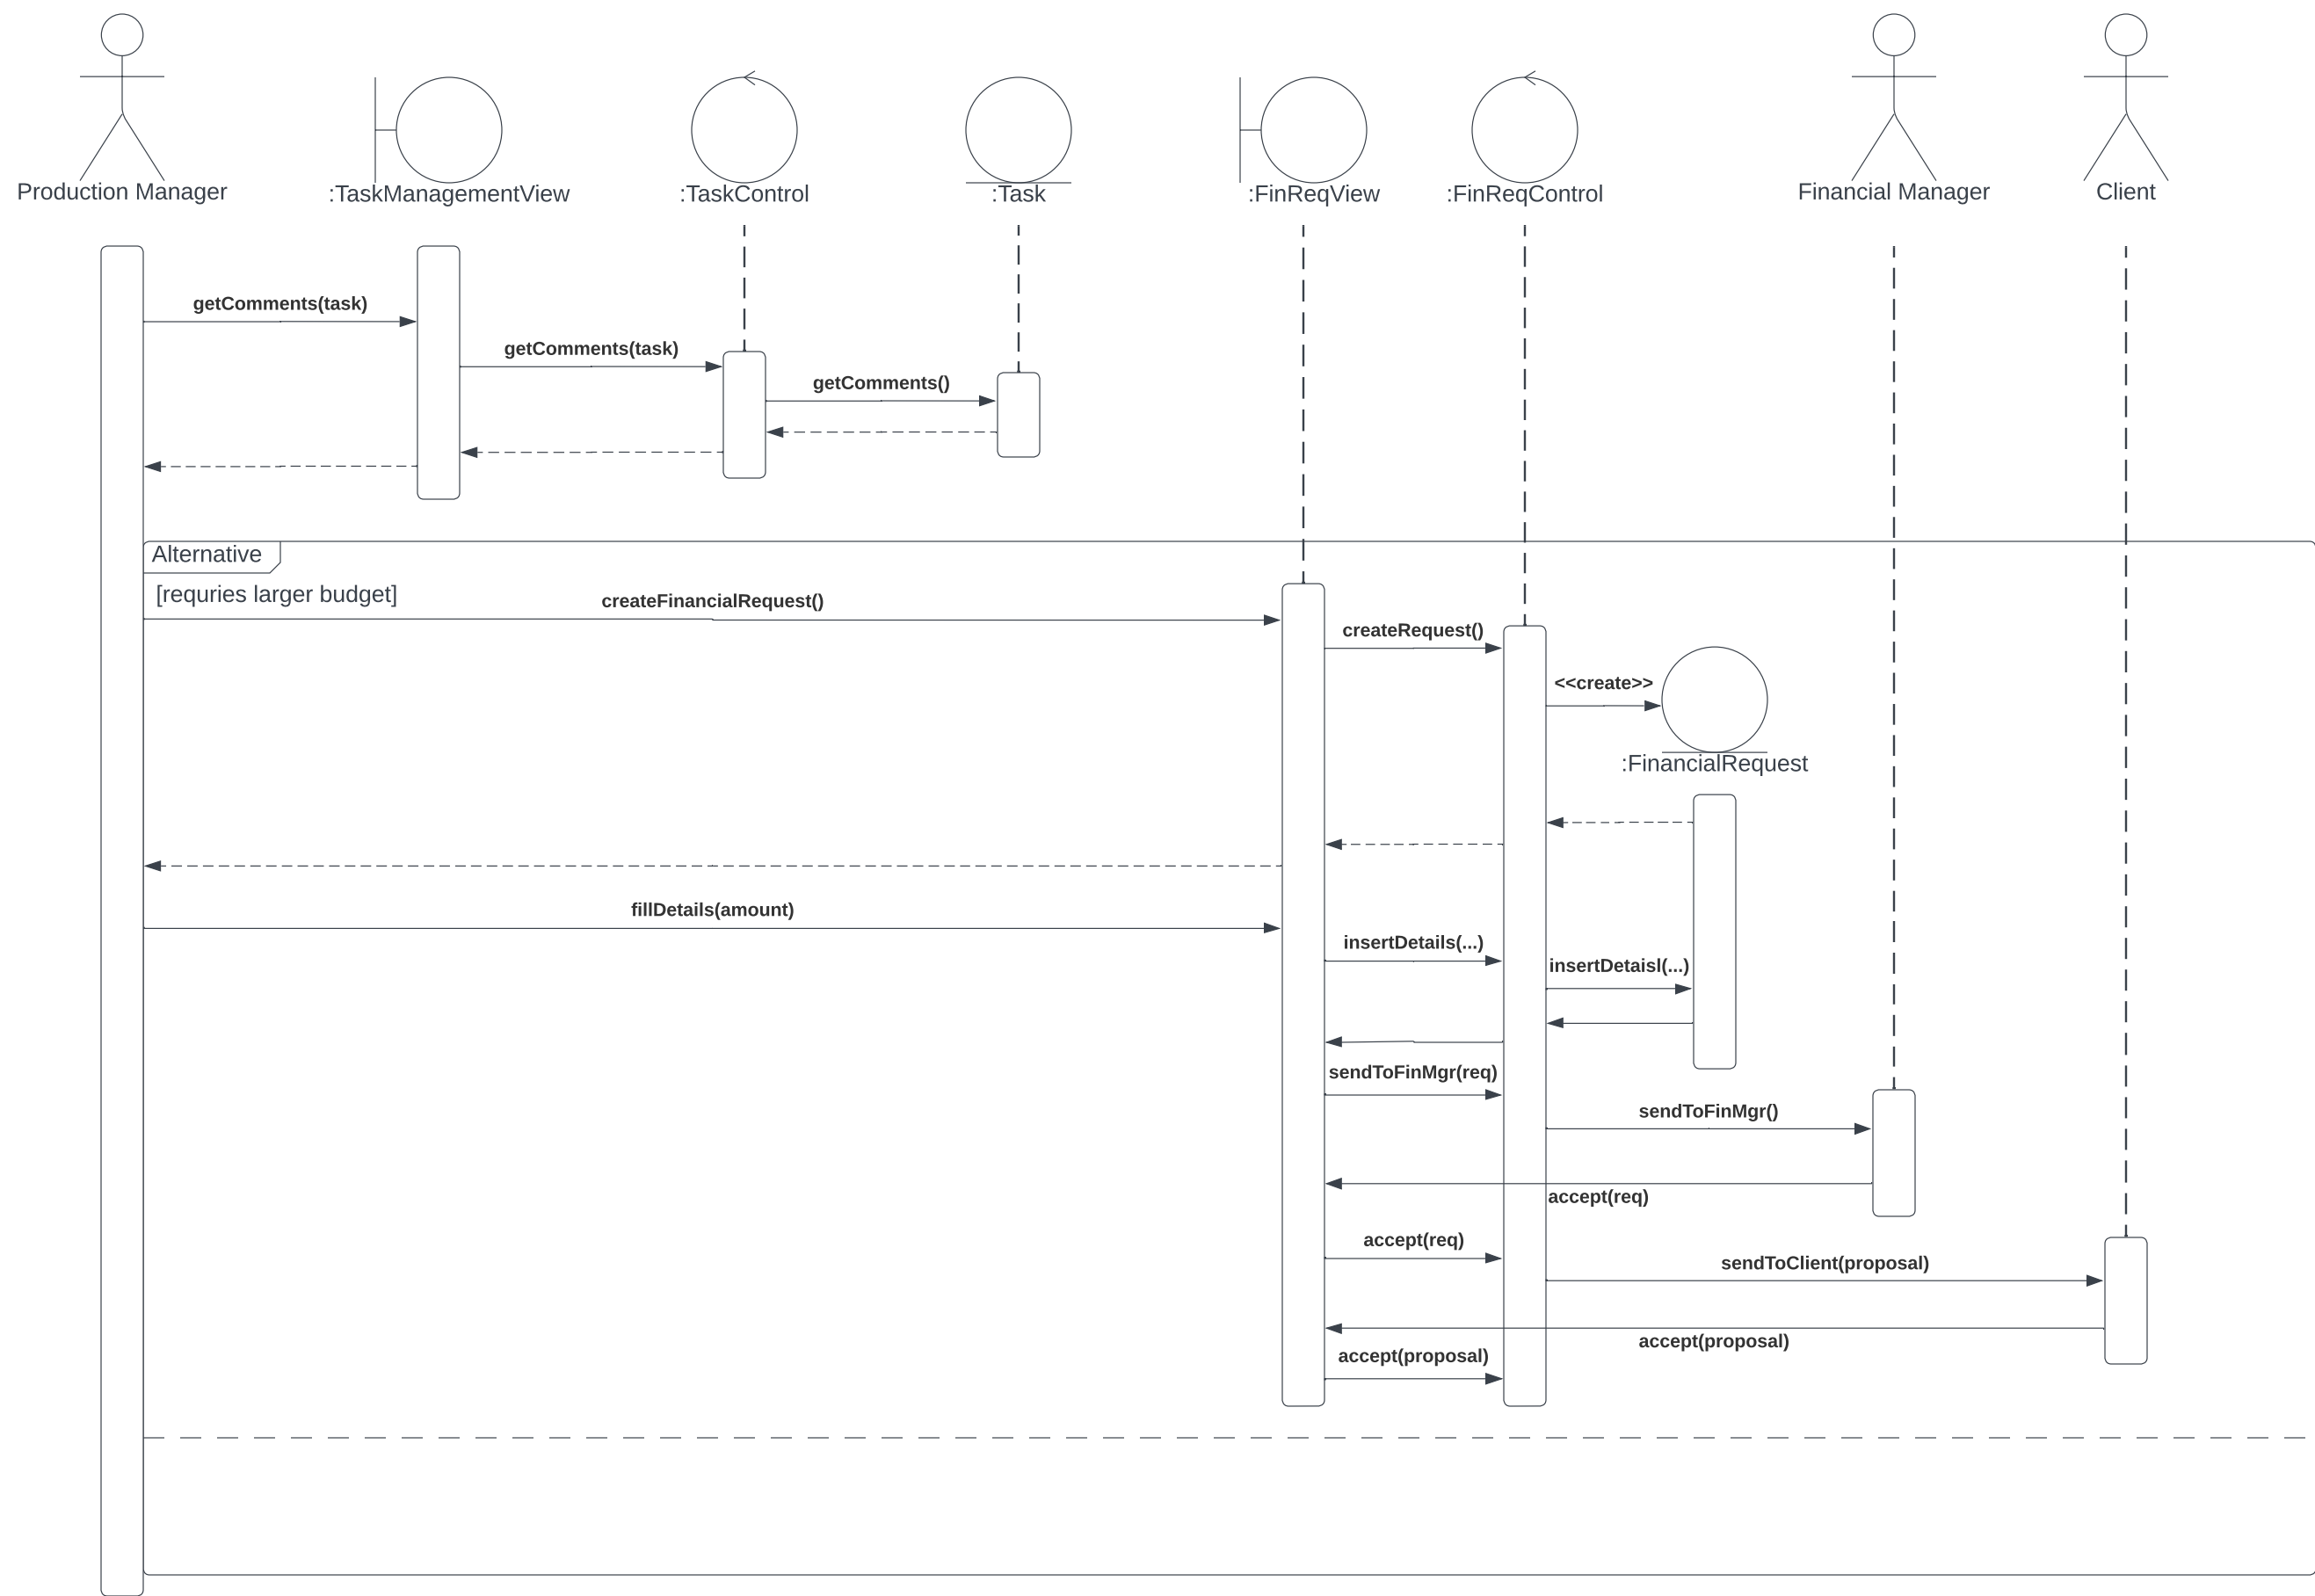 Production Manager
:TaskManagementView
:TaskControl
:Task
:FinReqView
:FinReqControl
Financial Manager
Client
getComments(task)
getComments(task)
getComments()
Alternative
[requries larger budget]
createFinancialRequest()
createRequest()
<<create>>
:FinancialRequest
fillDetails(amount)
insertDetails(...)
insertDetaisl(...)
sendToFinMgr(req)
sendToFinMgr()
accept(req)
accept(req)
sendToClient(proposal)
accept(proposal)
accept(proposal)